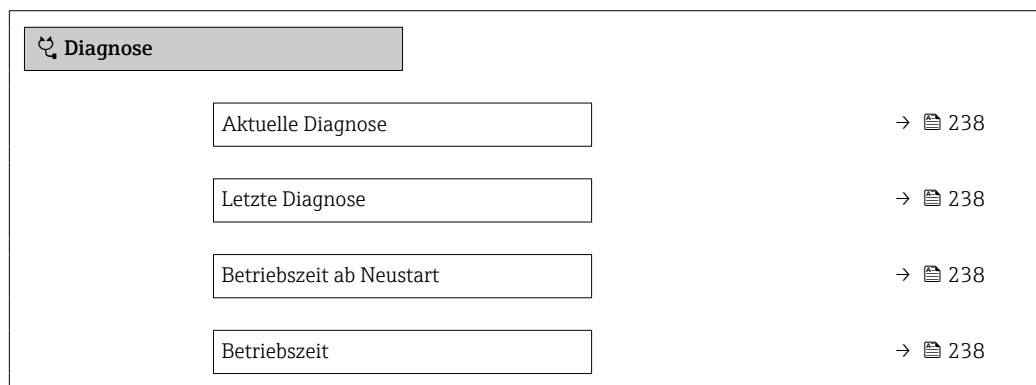 Diagnose
Aktuelle Diagnose → 238
Letzte Diagnose → 238
Betriebszeit ab Neustart → 238
Betriebszeit → 238